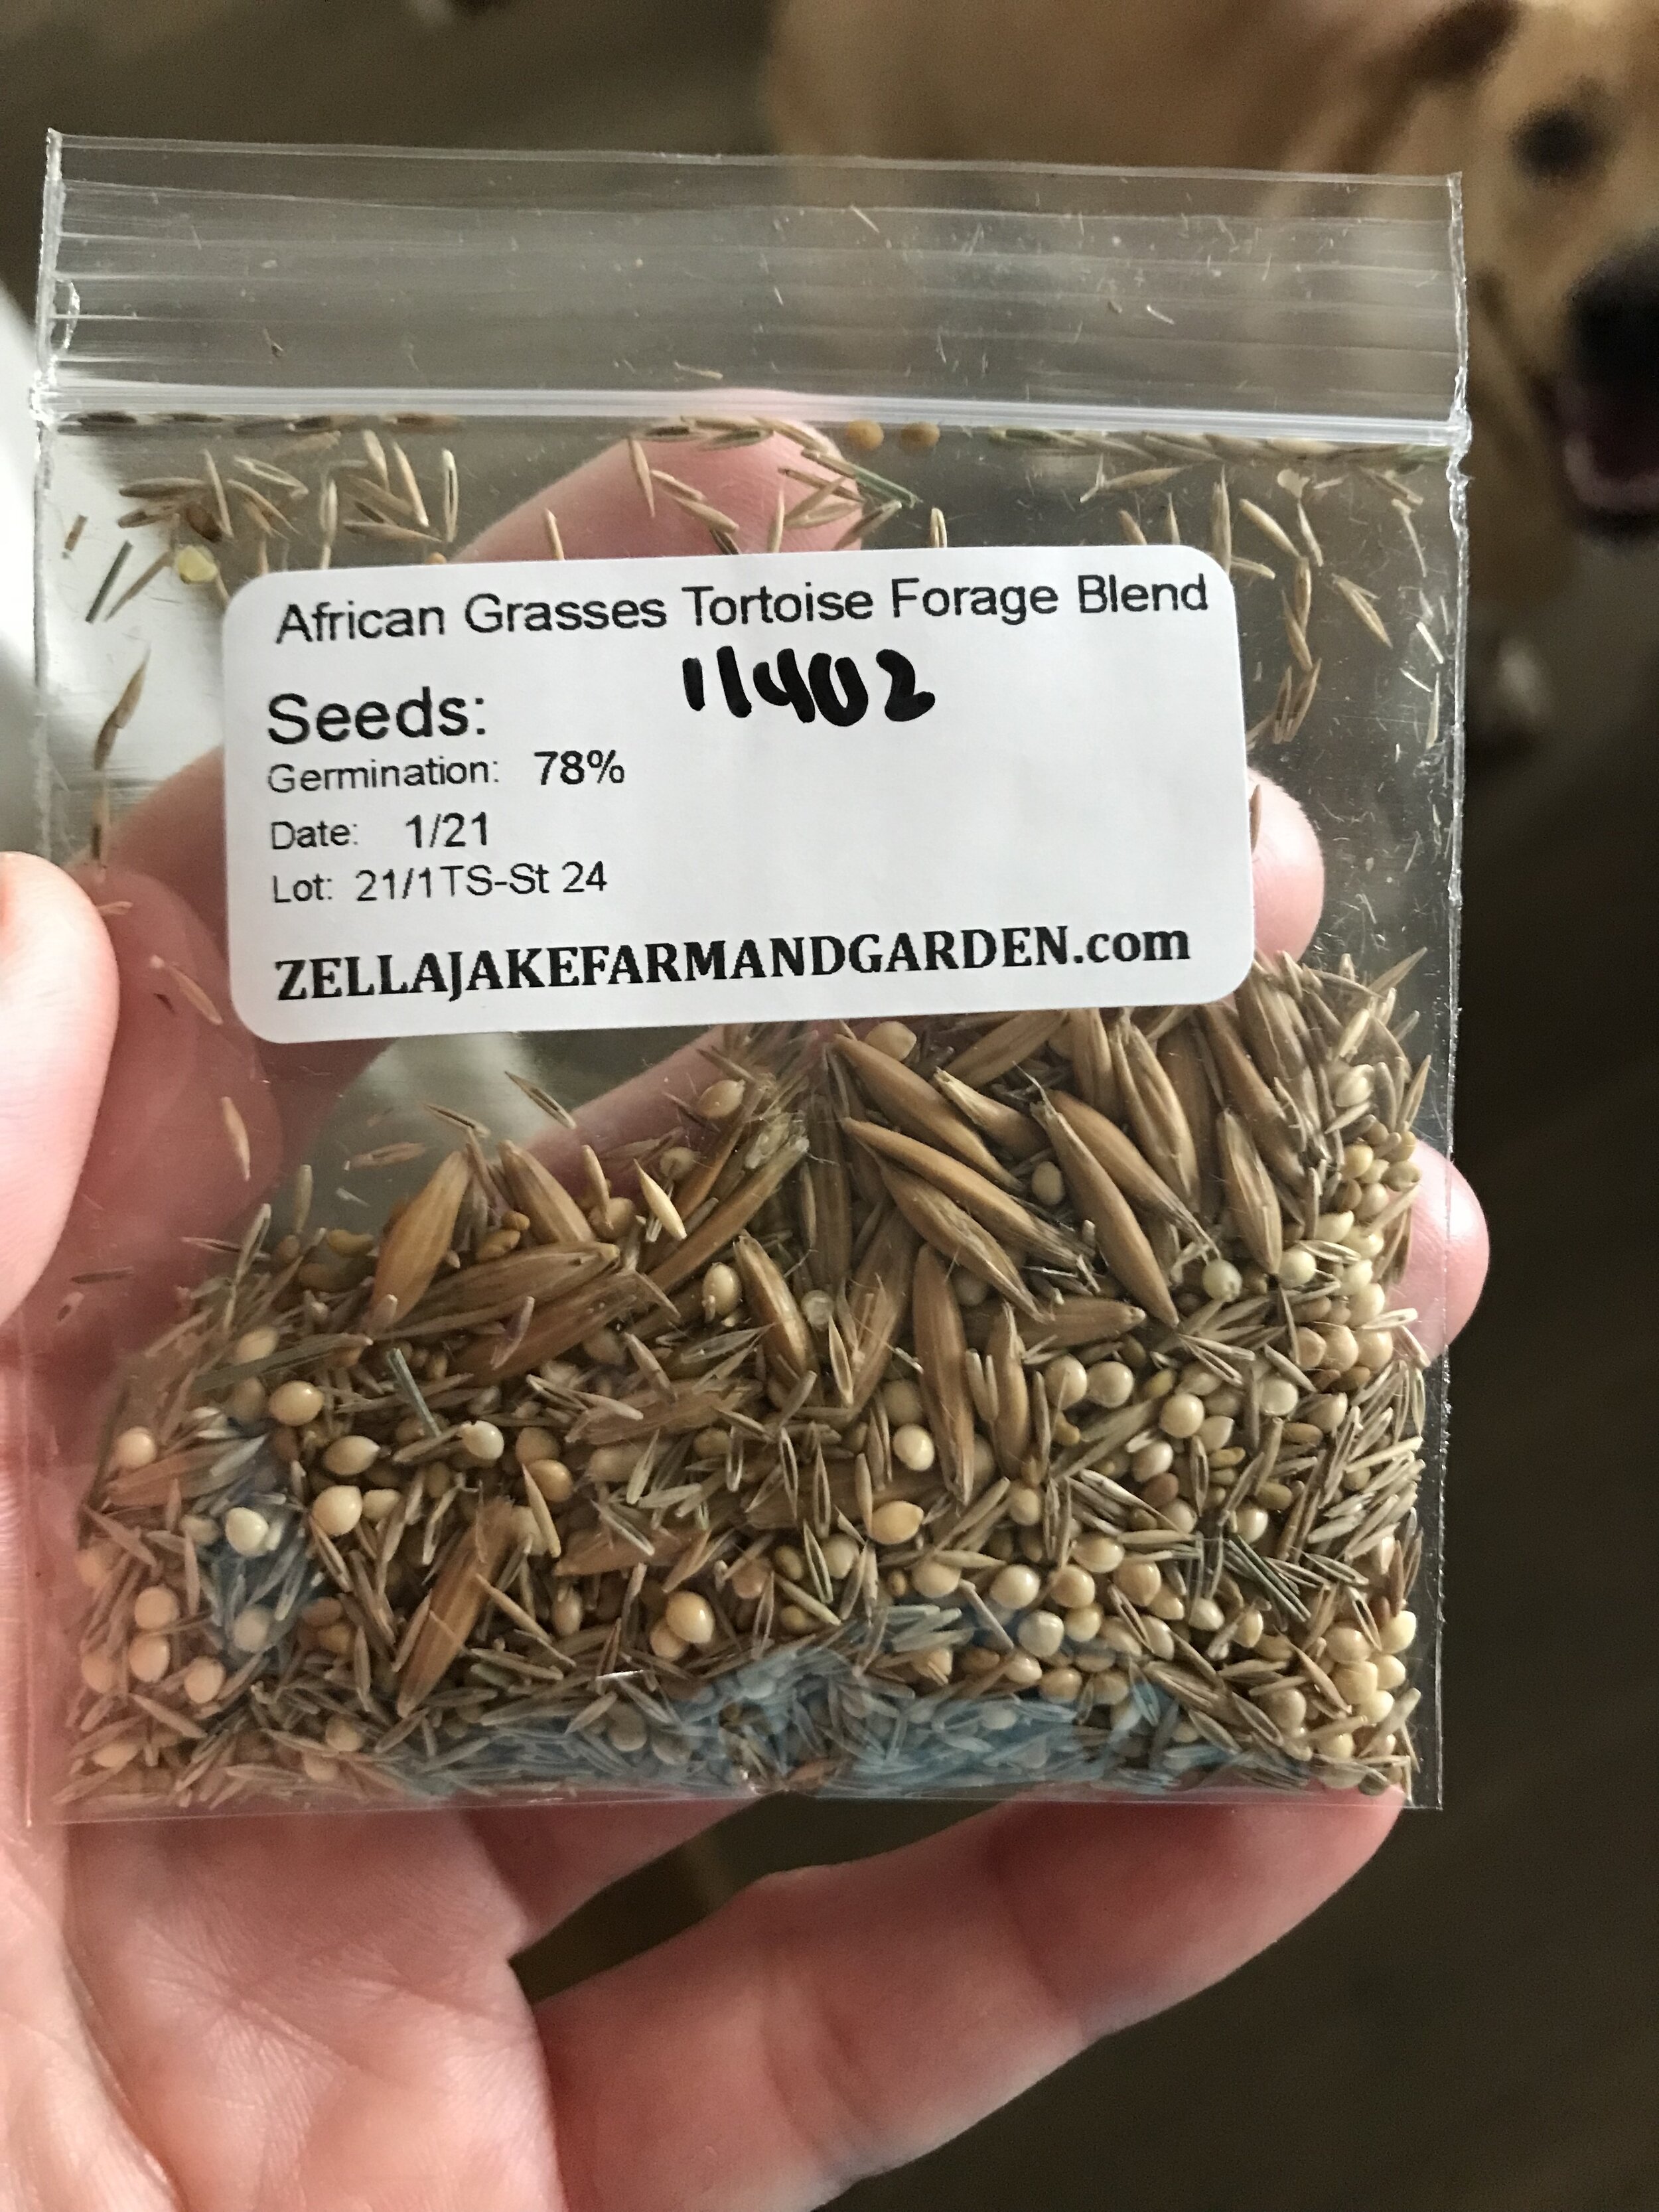 African Grasses Tortoise Forage Blend
11402
Seeds:
Germination: 78%
Date: 1/21
Lot: 21/1TS-St 24
ZELLAJAKEFARMANDGARDEN.com